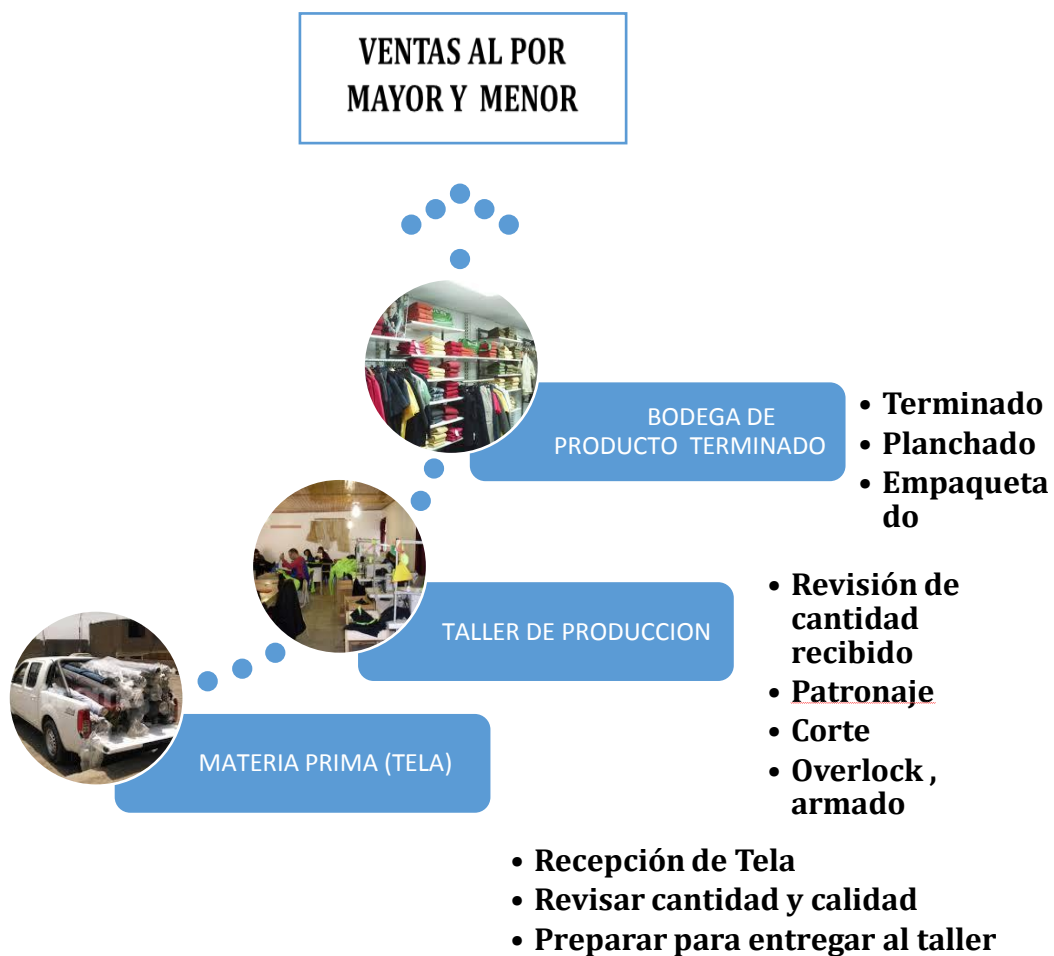 VENTAS AL POR
MAYOR Y MENOR
BODEGA DE
PRODUCTO TERMINADO
• Terminado
• Planchado
• Empaqueta
do
TALLER DE PRODUCCION
• Revisión de
cantidad
recibido
• Patronaje
• Corte
• Overlock ,
armado
MATERIA PRIMA (TELA)
• Recepción de Tela
• Revisar cantidad y calidad
• Preparar para entregar al taller